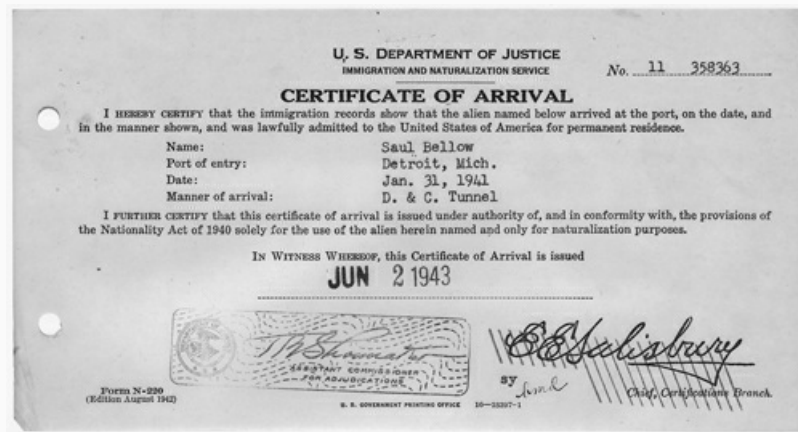 U. S. DEPARTMENT OF JUSTICE
IMMIGRATION AND NATURALIZATION SERVICE
No. 11 358363
CERTIFICATE OF ARRIVAL
I HEREBY CERTIFY that the immigration records show that the alien named below arrived at the port, on the date, and
in the manner shown, and was lawfully admitted to the United States of America for permanent residence.
Name: Saul Bellow
Port of entry: Detroit, Mich.
Date: Jan. 31, 1941
Manner of arrival: D. & C. Tunnel
I FURTHER CERTIFY that this certificate of arrival is issued under authority of, and in conformity with, the provisions of
the Nationality Act of 1940 solely for the use of the alien herein named and only for naturalization purposes.
IN WITNESS WHEREOF, this Certificate of Arrival is issued
JUN 2 1943
ASSISTANT COMMISSIONER
FOR ADJUDICATIONS
E E Salisbury
Chief, Certifications Branch.
Form N-220
(Edition August 1942)
U. S. GOVERNMENT PRINTING OFFICE